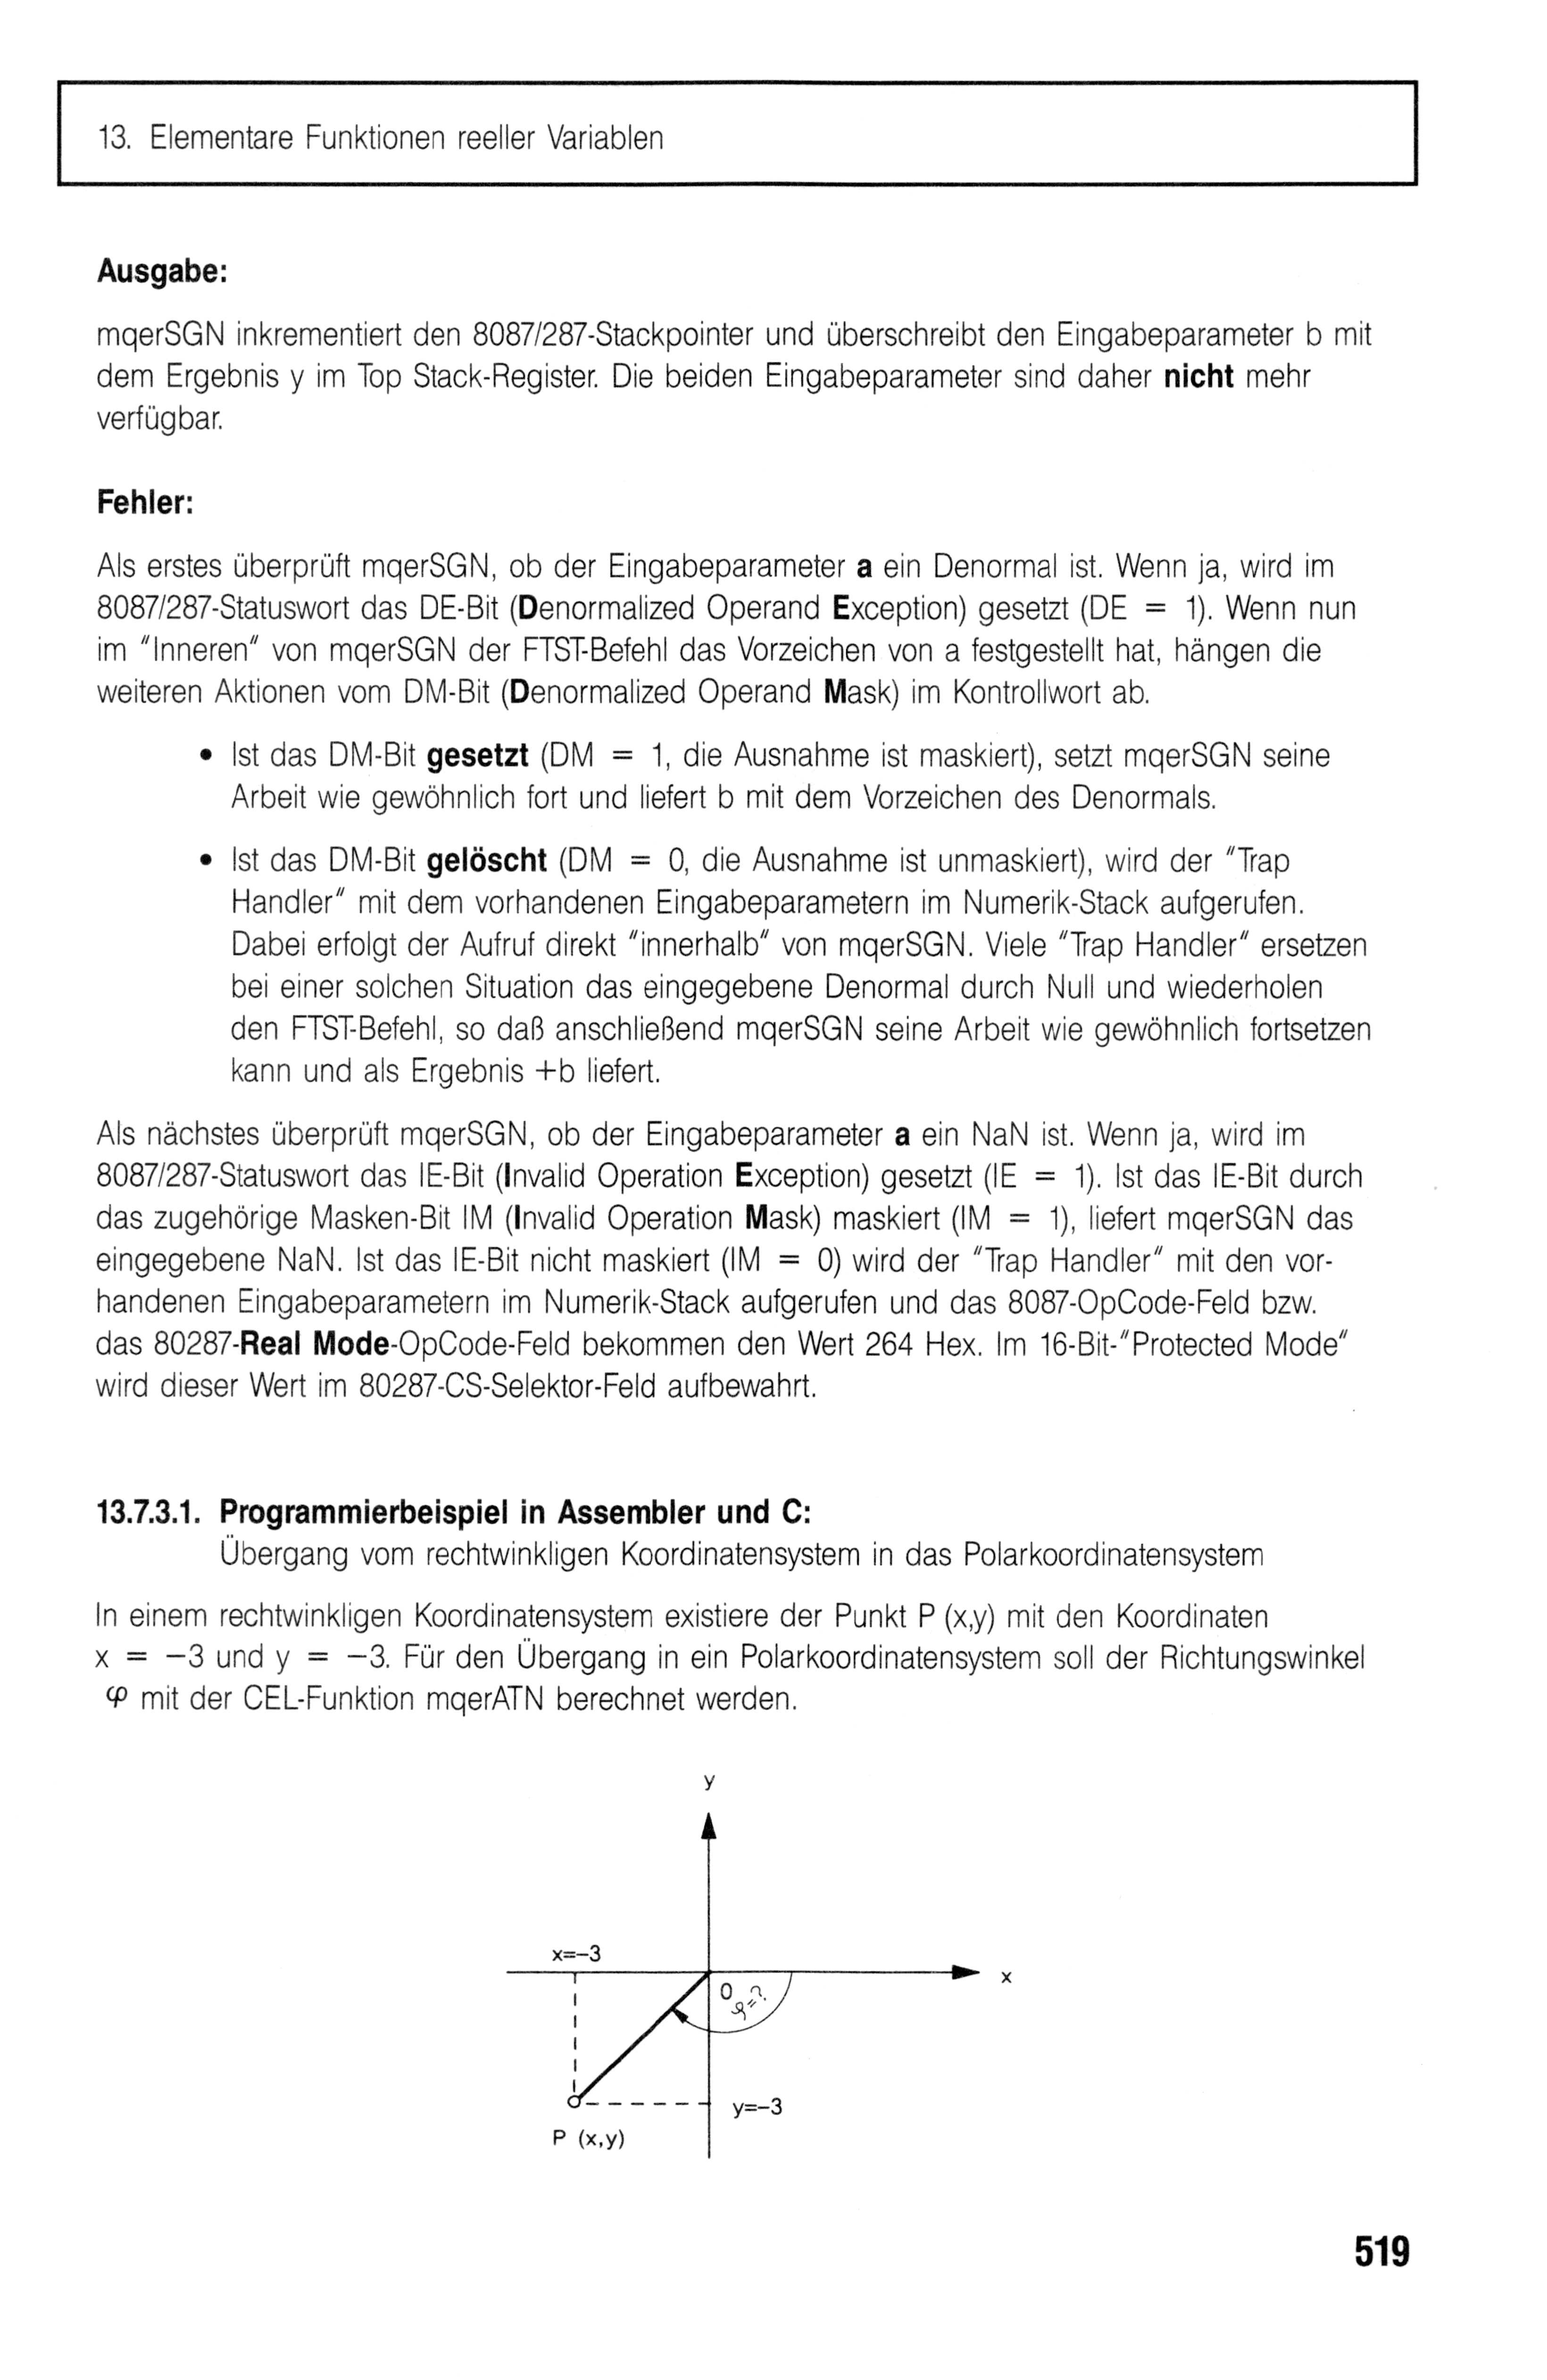 13. Elementare Funktionen reeller Variablen
Ausgabe:
mqerSGN inkrementiert den 8087/287-Stackpointer und überschreibt den Eingabeparameter b mit
dem Ergebnis y im Top Stack-Register. Die beiden Eingabeparameter sind daher nicht mehr
verfügbar.
Fehler:
Als erstes überprüft mqerSGN, ob der Eingabeparameter a ein Denormal ist. Wenn ja, wird im
8087/287-Statuswort das DE-Bit (Denormalized Operand Exception) gesetzt (DE = 1). Wenn nun
im "Inneren" von mqerSGN der FTST-Befehl das Vorzeichen von a festgestellt hat, hängen die
weiteren Aktionen vom DM-Bit (Denormalized Operand Mask) im Kontrollwort ab.
• Ist das DM-Bit gesetzt (DM = 1, die Ausnahme ist maskiert), setzt mqerSGN seine
Arbeit wie gewöhnlich fort und liefert b mit dem Vorzeichen des Denormals.
• Ist das DM-Bit gelöscht (DM = 0, die Ausnahme ist unmaskiert), wird der "Trap
Handler" mit dem vorhandenen Eingabeparametern im Numerik-Stack aufgerufen.
Dabei erfolgt der Aufruf direkt "innerhalb" von mqerSGN. Viele "Trap Handler" ersetzen
bei einer solchen Situation das eingegebene Denormal durch Null und wiederholen
den FTST-Befehl, so daß anschließend mqerSGN seine Arbeit wie gewöhnlich fortsetzen
kann und als Ergebnis +b liefert.
Als nächstes überprüft mqerSGN, ob der Eingabeparameter a ein NaN ist. Wenn ja, wird im
8087/287-Statuswort das IE-Bit (Invalid Operation Exception) gesetzt (IE = 1). Ist das IE-Bit durch
das zugehörige Masken-Bit IM (Invalid Operation Mask) maskiert (IM = 1), liefert mqerSGN das
eingegebene NaN. Ist das IE-Bit nicht maskiert (IM = 0) wird der "Trap Handler" mit den vor-
handenen Eingabeparametern im Numerik-Stack aufgerufen und das 8087-OpCode-Feld bzw.
das 80287-Real Mode-OpCode-Feld bekommen den Wert 264 Hex. Im 16-Bit-"Protected Mode"
wird dieser Wert im 80287-CS-Selektor-Feld aufbewahrt.
13.7.3.1. Programmierbeispiel in Assembler und C:
Übergang vom rechtwinkligen Koordinatensystem in das Polarkoordinatensystem
In einem rechtwinkligen Koordinatensystem existiere der Punkt P (x,y) mit den Koordinaten
x = −3 und y = −3. Für den Übergang in ein Polarkoordinatensystem soll der Richtungswinkel
φ mit der CEL-Funktion mqerATN berechnet werden.
y
x=−3
x
0
φ=?
y=−3
P (x,y)
519